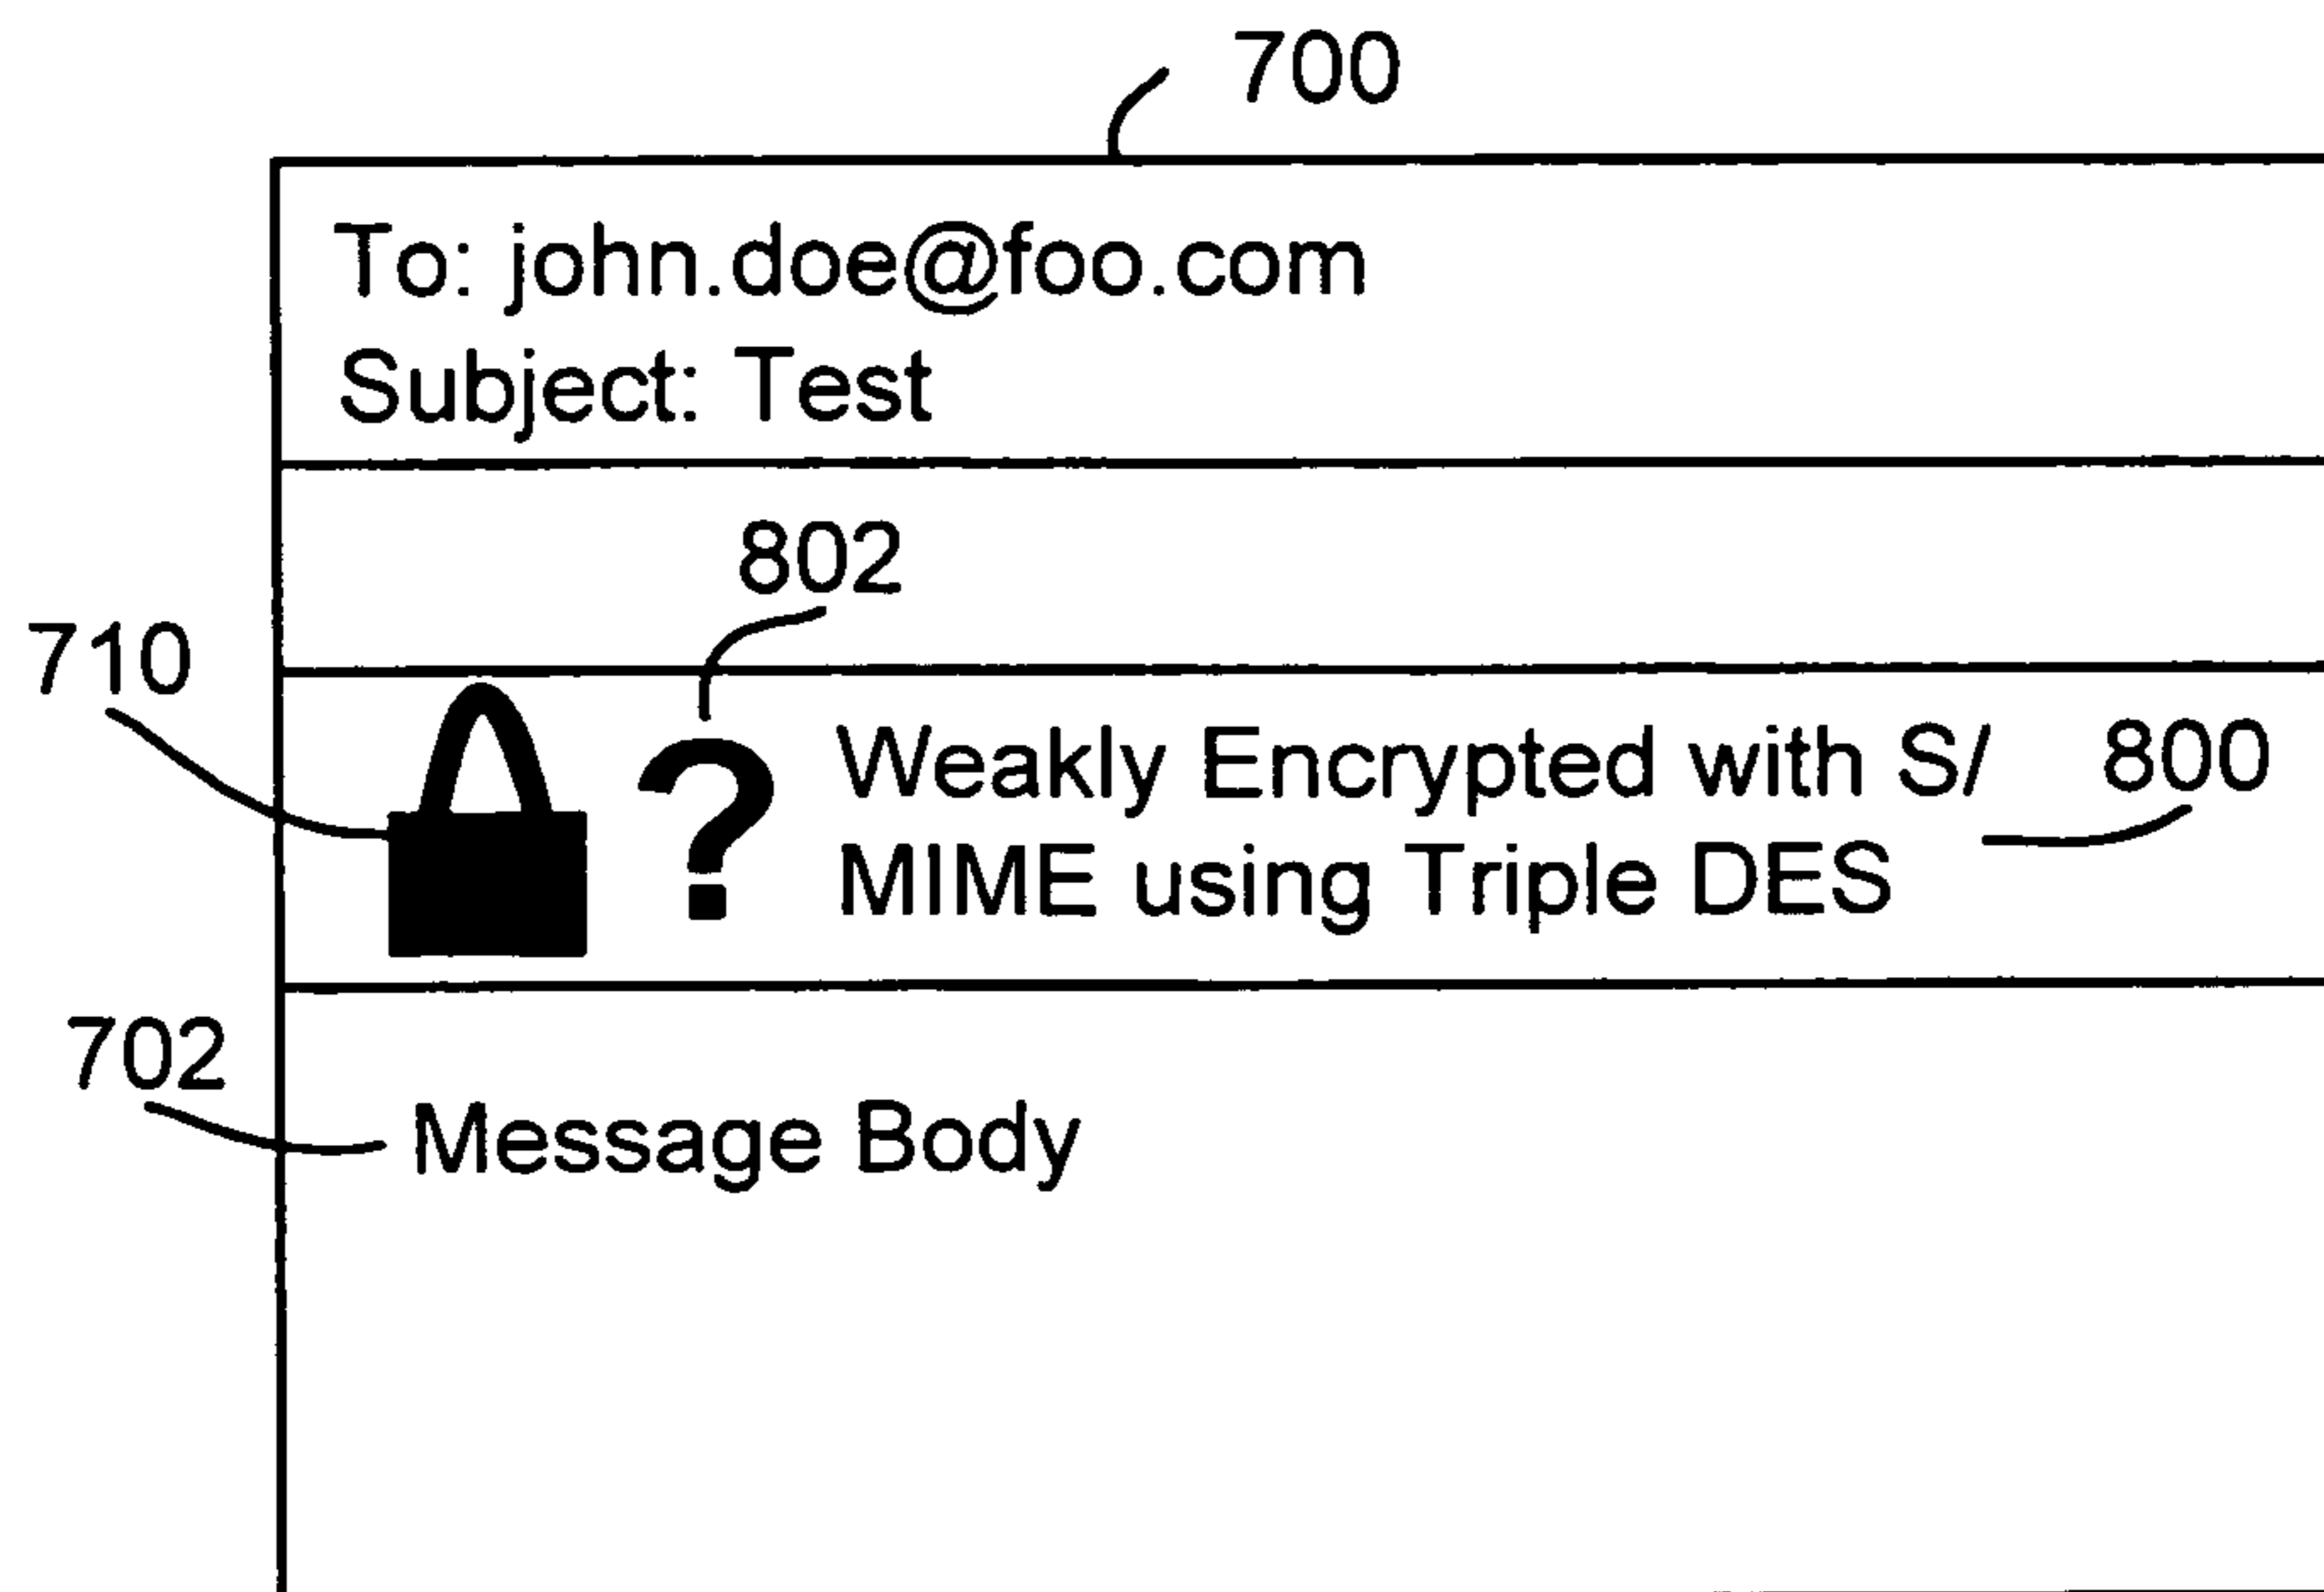 700
To: john.doe@foo.com
Subject: Test
802
710
? Weakly Encrypted with S/ 800
MIME using Triple DES
702
Message Body